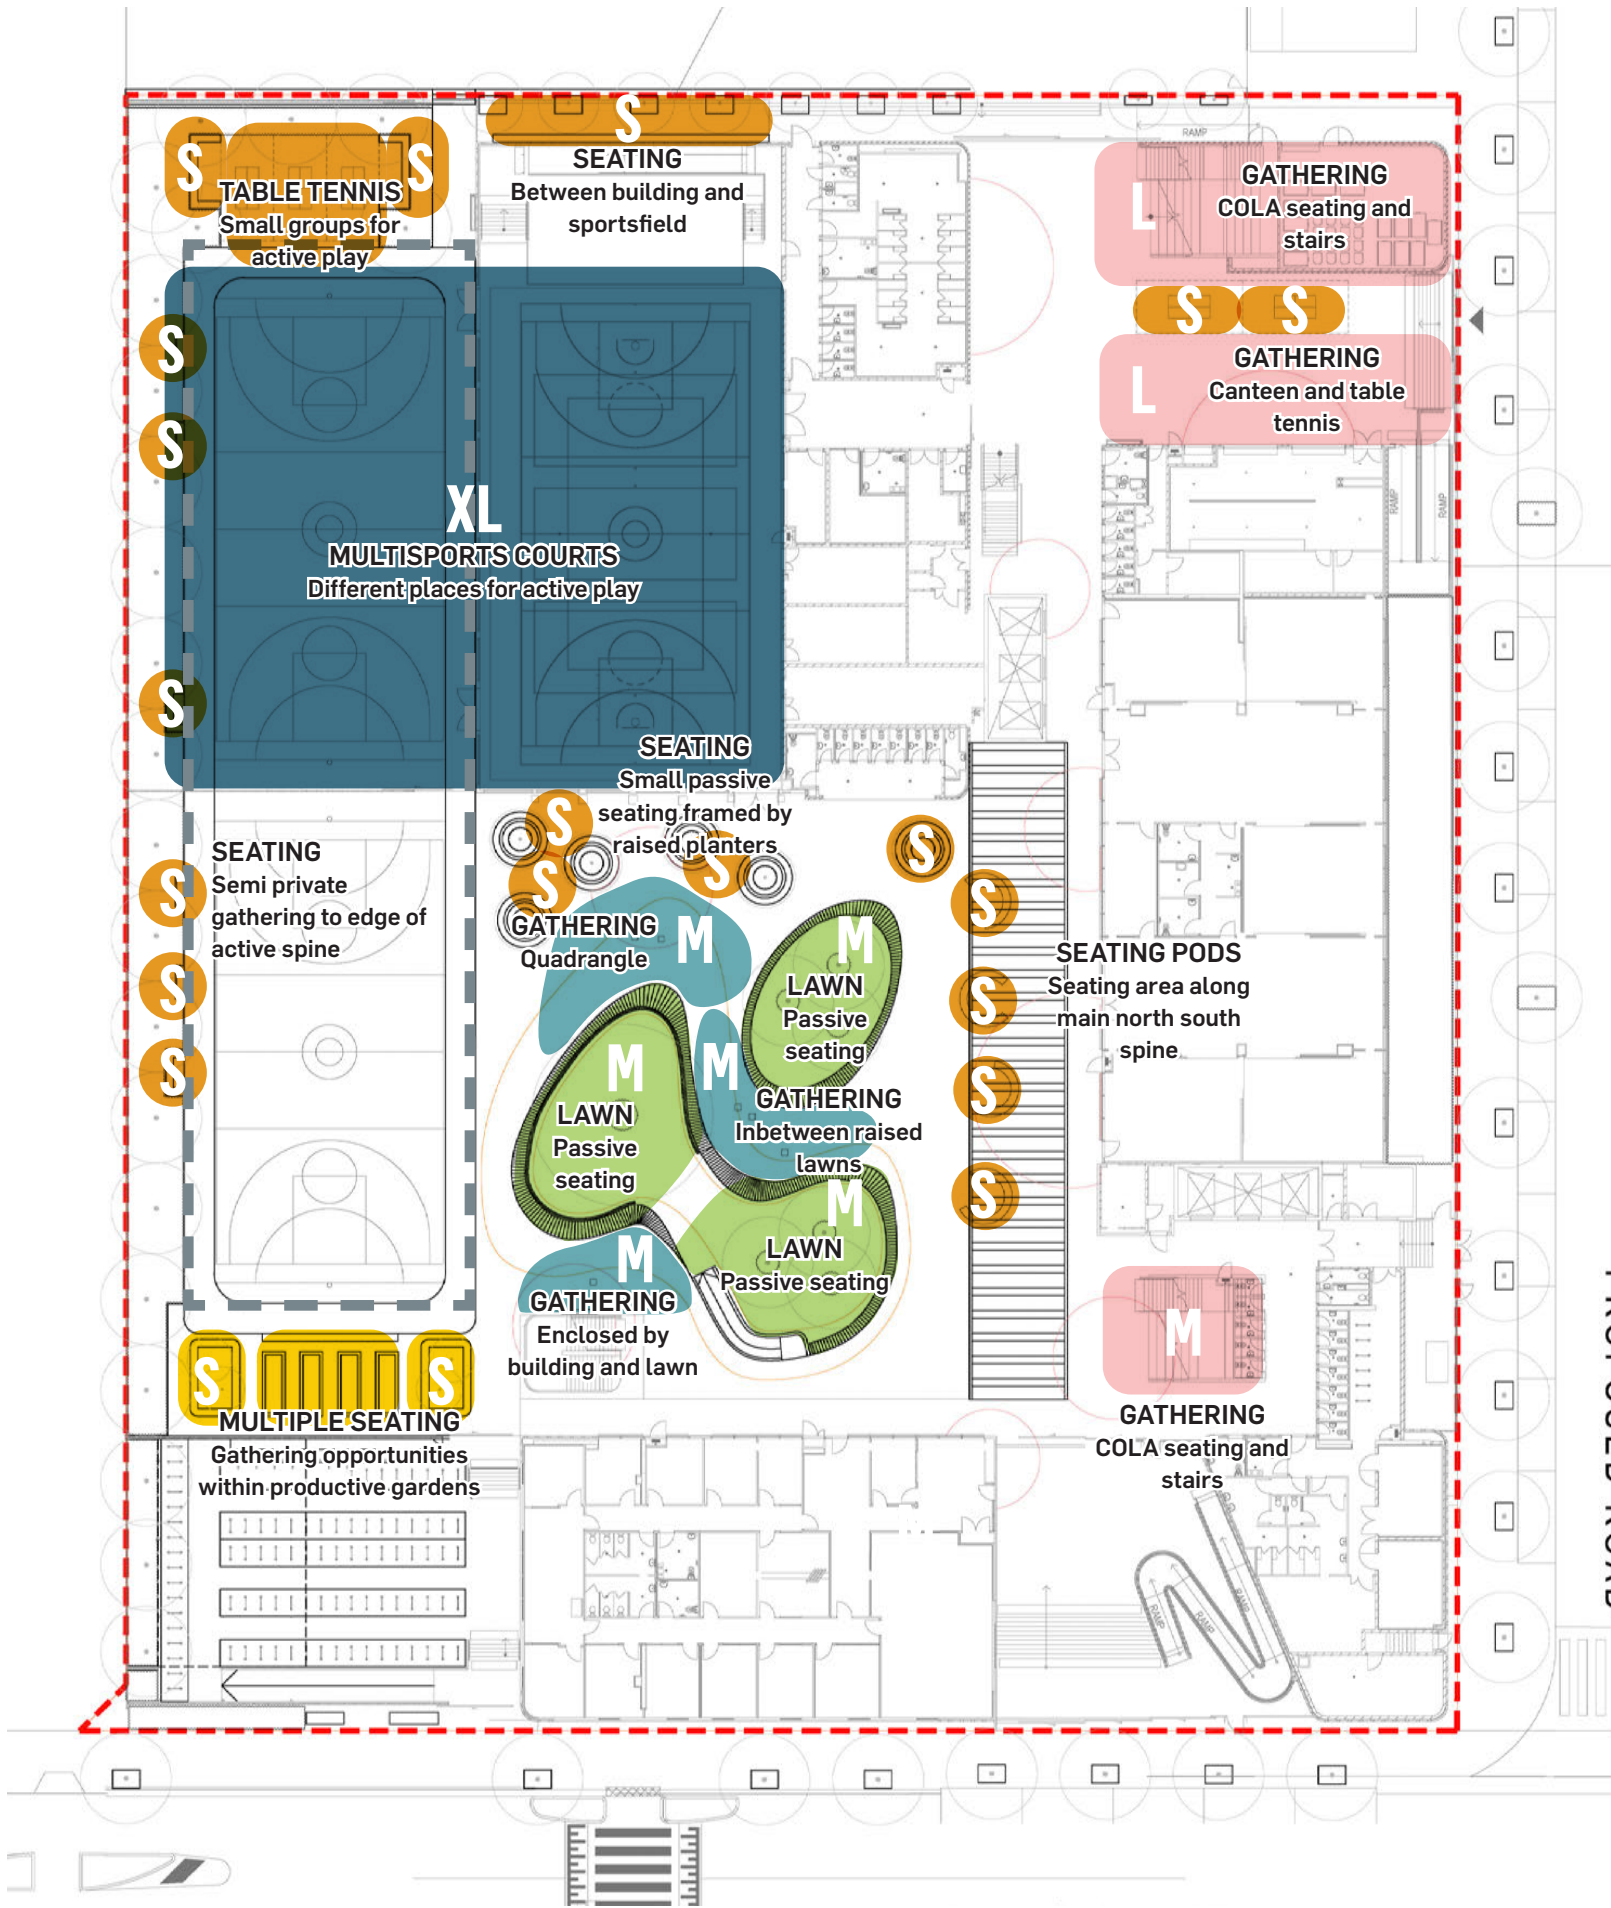 S
SEATING
Between building and
sportsfield
S
S
TABLE TENNIS
Small groups for
active play
RAMP
L
GATHERING
COLA seating and
stairs
S
S
L
GATHERING
Canteen and table
tennis
RAMP
RAMP
S
S
S
XL
MULTISPORTS COURTS
Different places for active play
SEATING
Small passive
seating framed by
raised planters
S
S
S
S
SEATING
Semi private
gathering to edge of
active spine
S
S
S
GATHERING
Quadrangle
M
M
LAWN
Passive
seating
S
S
S
S
SEATING PODS
Seating area along
main north south
spine
M
LAWN
Passive
seating
M
GATHERING
Inbetween raised
lawns
M
LAWN
Passive seating
M
GATHERING
Enclosed by
building and lawn
M
GATHERING
COLA seating and
stairs
S
S
MULTIPLE SEATING
Gathering opportunities
within productive gardens
RAMP
RAMP
RAMP
ROAD